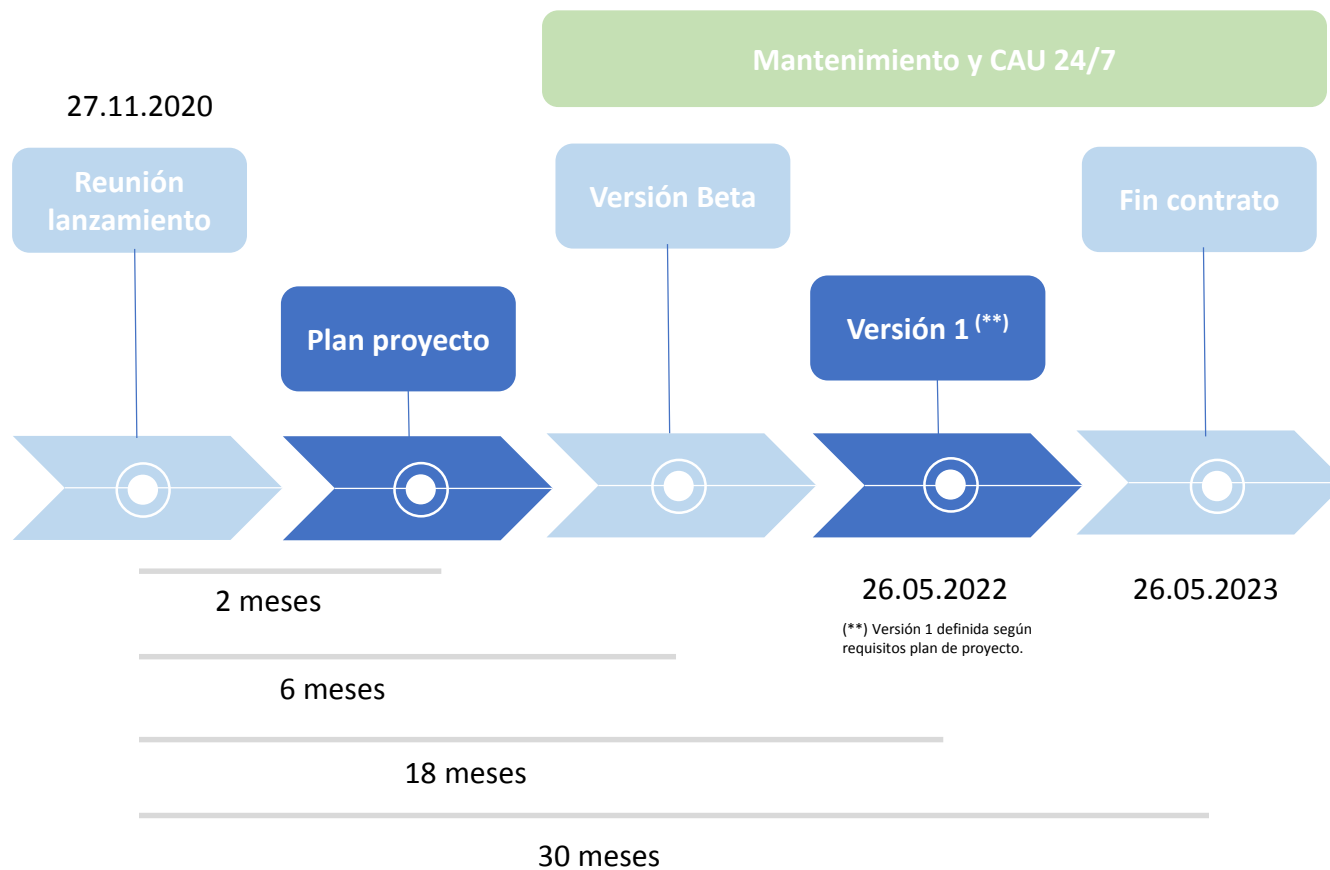 Mantenimiento y CAU 24/7
27.11.2020
Reunión
lanzamiento
Versión Beta
Fin contrato
Plan proyecto
Versión 1 (**)
26.05.2022
26.05.2023
(**) Versión 1 definida según
requisitos plan de proyecto.
2 meses
6 meses
18 meses
30 meses